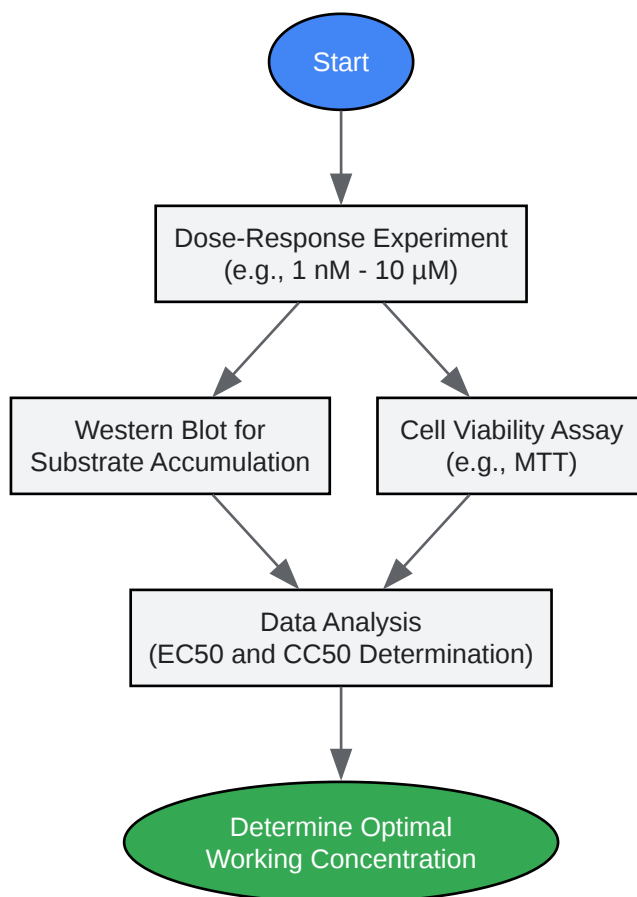 Start
Dose-Response Experiment
(e.g., 1 nM - 10 µM)
Western Blot for
Substrate Accumulation
Cell Viability Assay
(e.g., MTT)
Data Analysis
(EC50 and CC50 Determination)
Determine Optimal
Working Concentration